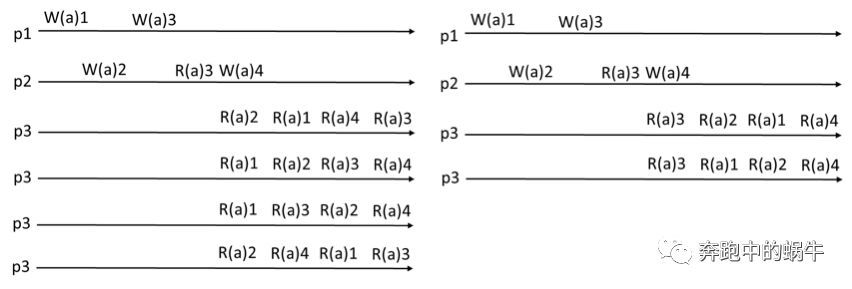 W(a)1 W(a)3
p1
W(a)2 R(a)3 W(a)4
p2
R(a)2 R(a)1 R(a)4 R(a)3
p3
R(a)1 R(a)2 R(a)3 R(a)4
p3
R(a)1 R(a)3 R(a)2 R(a)4
p3
R(a)2 R(a)4 R(a)1 R(a)3
p3
W(a)1 W(a)3
p1
W(a)2 R(a)3 W(a)4
p2
R(a)3 R(a)2 R(a)1 R(a)4
p3
R(a)3 R(a)1 R(a)2 R(a)4
p3
奔跑中的蜗牛